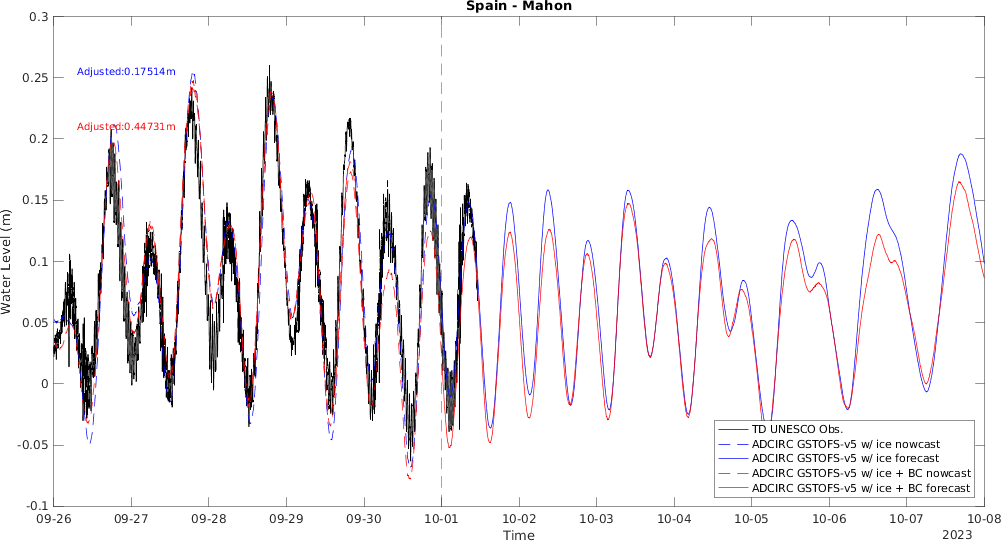 Spain - Mahon
0.3
0.25
0.2
0.15
0.1
0.05
0
-0.05
-0.1
Water Level (m)
Adjusted:0.17514m
Adjusted:0.44731m
TD UNESCO Obs.
ADCIRC GSTOFS-v5 w/ ice nowcast
ADCIRC GSTOFS-v5 w/ ice forecast
ADCIRC GSTOFS-v5 w/ ice + BC nowcast
ADCIRC GSTOFS-v5 w/ ice + BC forecast
09-26 09-27 09-28 09-29 09-30 10-01 10-02 10-03 10-04 10-05 10-06 10-07 10-08
Time
2023